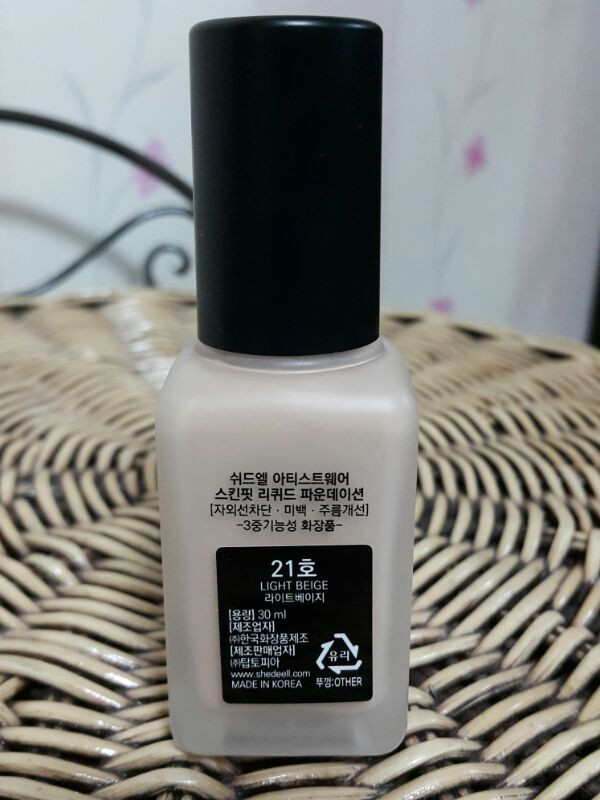 쉬드엘 아티스트웨어
스킨핏 리퀴드 파운데이션
[자외선차단 · 미백 · 주름개선]
-3중기능성 화장품-
21호
LIGHT BEIGE
라이트베이지
[용량] 30 ml
[제조업자]
㈜한국화장품제조
[제조판매업자]
㈜탑토피아
www.shedeell.com
MADE IN KOREA
유리
뚜껑:OTHER